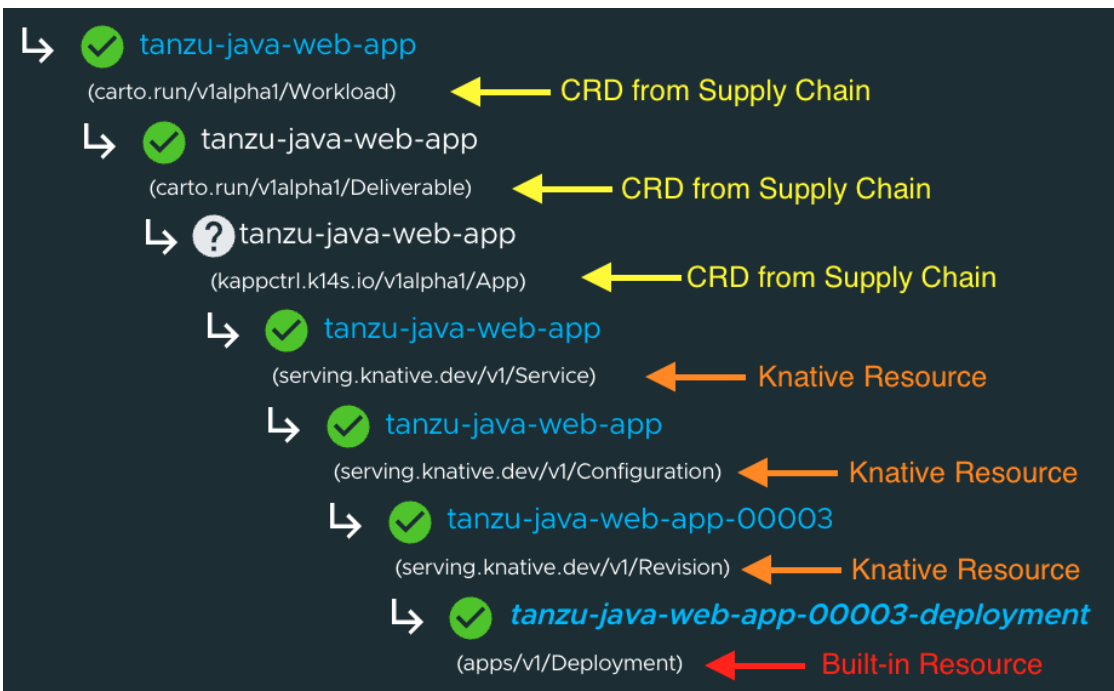 tanzu-java-web-app
(carto.run/v1alpha1/Workload) CRD from Supply Chain
tanzu-java-web-app
(carto.run/v1alpha1/Deliverable) CRD from Supply Chain
?
tanzu-java-web-app
(kappctrl.k14s.io/v1alpha1/App) CRD from Supply Chain
tanzu-java-web-app
(serving.knative.dev/v1/Service) Knative Resource
tanzu-java-web-app
(serving.knative.dev/v1/Configuration) Knative Resource
tanzu-java-web-app-00003
(serving.knative.dev/v1/Revision) Knative Resource
tanzu-java-web-app-00003-deployment
(apps/v1/Deployment) Built-in Resource